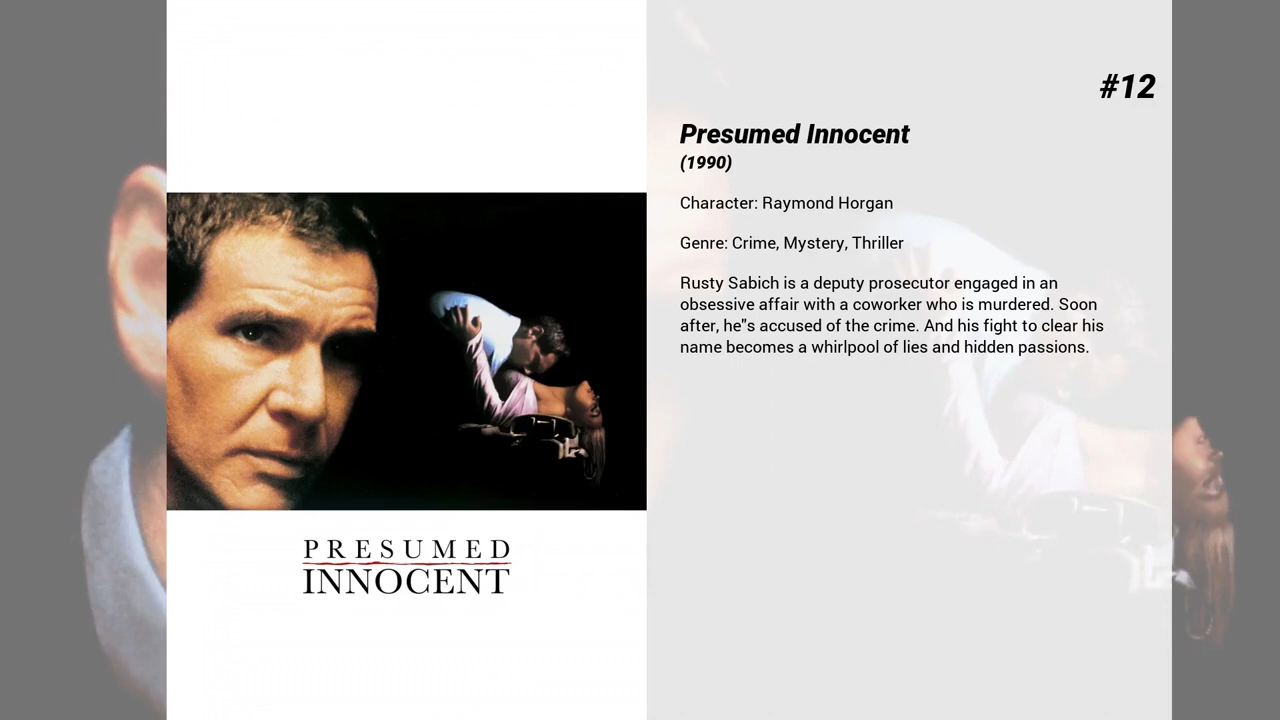 #12
Presumed Innocent
(1990)
Character: Raymond Horgan
Genre: Crime, Mystery, Thriller
Rusty Sabich is a deputy prosecutor engaged in an
obsessive affair with a coworker who is murdered. Soon
after, he"s accused of the crime. And his fight to clear his
name becomes a whirlpool of lies and hidden passions.
PRESUMED
INNOCENT